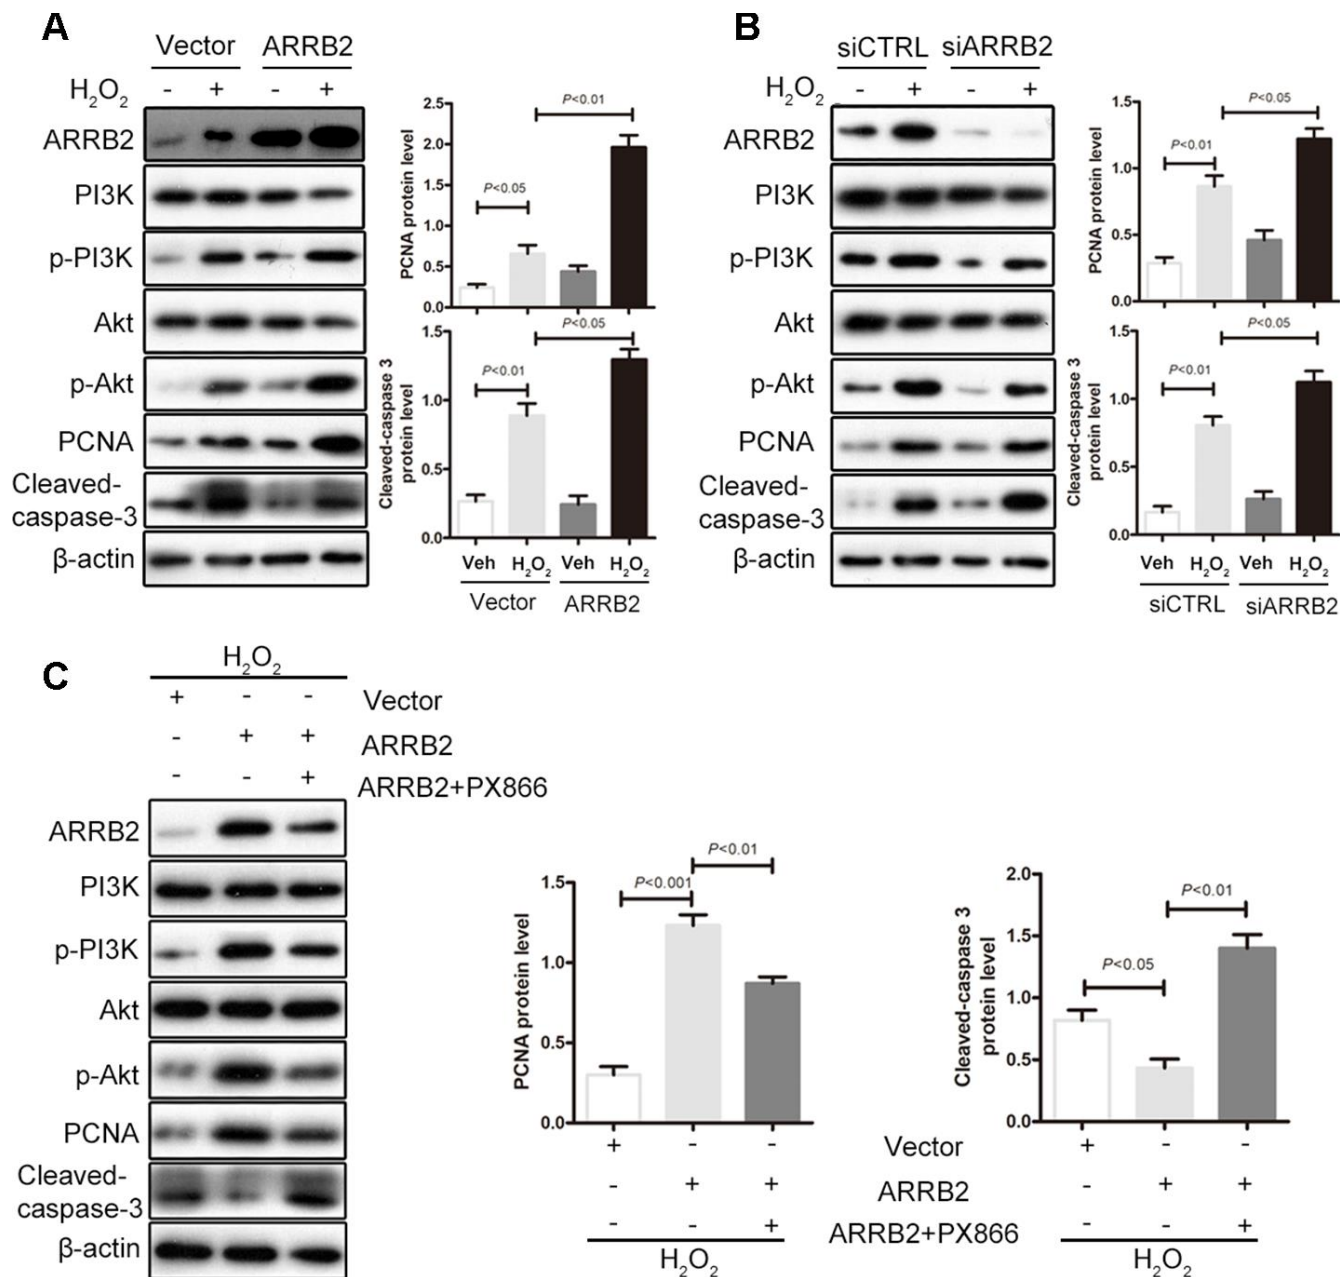 A
Vector ARRB2
H2O2 - + - +
ARRB2
PI3K
p-PI3K
Akt
p-Akt
PCNA
Cleaved-
caspase-3
β-actin
PCNA protein level
2.5
2.0
1.5
1.0
0.5
0.0
P<0.05
P<0.01
Cleaved-caspase 3
protein level
1.5
1.0
0.5
0.0
P<0.01
P<0.05
Veh H2O2 Veh H2O2
Vector ARRB2
B
siCTRL siARRB2
H2O2 - + - +
ARRB2
PI3K
p-PI3K
Akt
p-Akt
PCNA
Cleaved-
caspase-3
β-actin
PCNA protein level
1.5
1.0
0.5
0.0
P<0.01
P<0.05
Cleaved-caspase 3
protein level
1.5
1.0
0.5
0.0
P<0.01
P<0.05
Veh H2O2 Veh H2O2
siCTRL siARRB2
C
H2O2
+ - - Vector
- + + ARRB2
- - + ARRB2+PX866
ARRB2
PI3K
p-PI3K
Akt
p-Akt
PCNA
Cleaved-
caspase-3
β-actin
PCNA protein level
1.5
1.0
0.5
0.0
P<0.001
P<0.01
Cleaved-caspase 3
protein level
2.0
1.5
1.0
0.5
0.0
P<0.05
P<0.01
+ - - Vector + - -
- + + ARRB2 - + +
- - + ARRB2+PX866 - - +
H2O2 H2O2